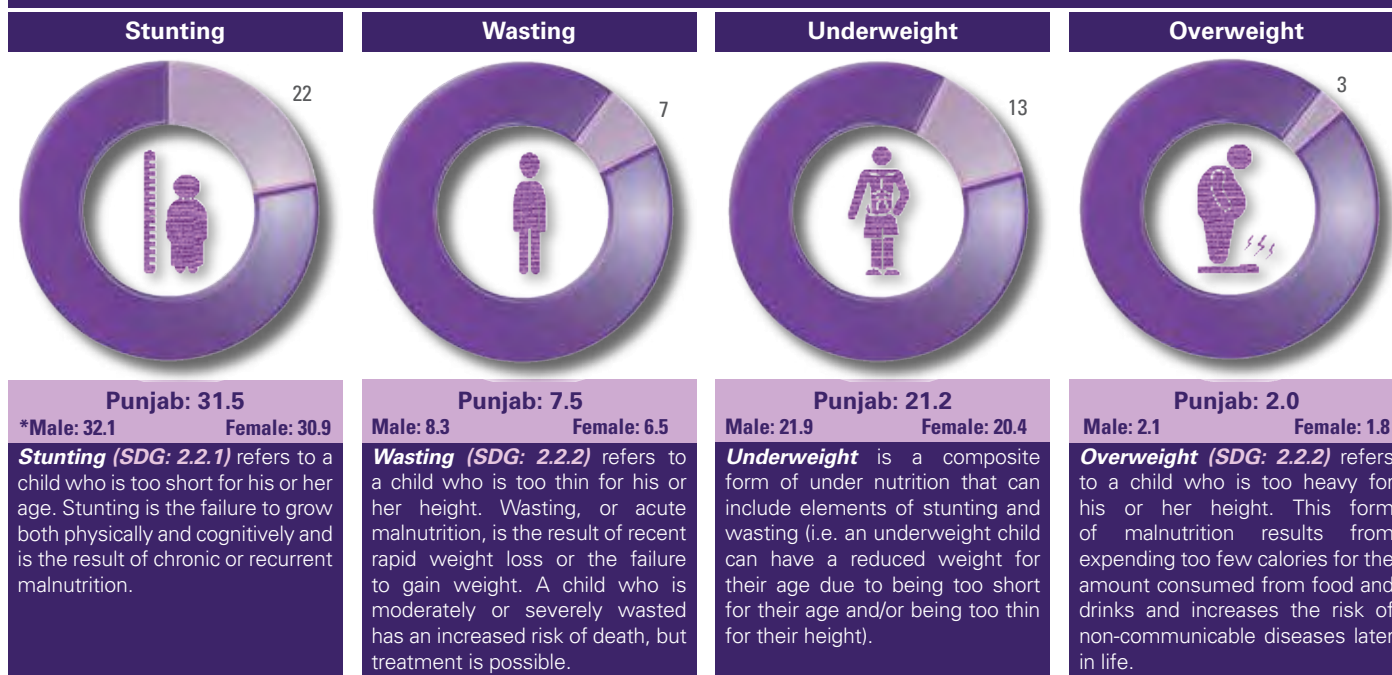 Stunting
22
Punjab: 31.5
*Male: 32.1 Female: 30.9
Stunting (SDG: 2.2.1) refers to a
child who is too short for his or her
age. Stunting is the failure to grow
both physically and cognitively and
is the result of chronic or recurrent
malnutrition.
Wasting
7
Punjab: 7.5
Male: 8.3 Female: 6.5
Wasting (SDG: 2.2.2) refers to
a child who is too thin for his or
her height. Wasting, or acute
malnutrition, is the result of recent
rapid weight loss or the failure
to gain weight. A child who is
moderately or severely wasted
has an increased risk of death, but
treatment is possible.
Underweight
13
Punjab: 21.2
Male: 21.9 Female: 20.4
Underweight is a composite
form of under nutrition that can
include elements of stunting and
wasting (i.e. an underweight child
can have a reduced weight for
their age due to being too short
for their age and/or being too thin
for their height).
Overweight
3
Punjab: 2.0
Male: 2.1 Female: 1.8
Overweight (SDG: 2.2.2) refers
to a child who is too heavy for
his or her height. This form
of malnutrition results from
expending too few calories for the
amount consumed from food and
drinks and increases the risk of
non-communicable diseases later
in life.